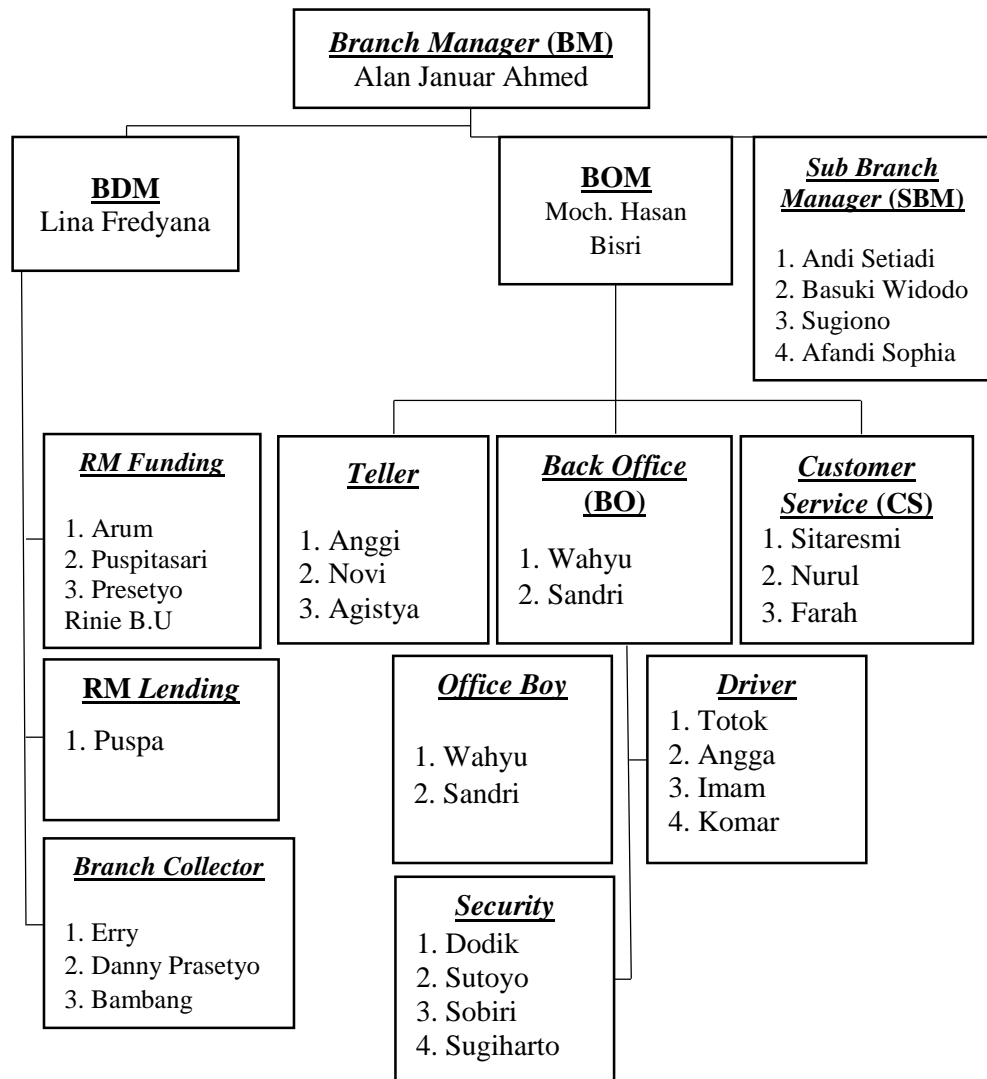 Branch Manager (BM)
Alan Januar Ahmed
BDM
Lina Fredyana
BOM
Moch. Hasan
Bisri
Sub Branch
Manager (SBM)
1. Andi Setiadi
2. Basuki Widodo
3. Sugiono
4. Afandi Sophia
RM Funding
1. Arum
2. Puspitasari
3. Presetyo
Rinie B.U
Teller
1. Anggi
2. Novi
3. Agistya
Back Office
(BO)
1. Wahyu
2. Sandri
Customer
Service (CS)
1. Sitaresmi
2. Nurul
3. Farah
RM Lending
1. Puspa
Office Boy
1. Wahyu
2. Sandri
Driver
1. Totok
2. Angga
3. Imam
4. Komar
Branch Collector
1. Erry
2. Danny Prasetyo
3. Bambang
Security
1. Dodik
2. Sutoyo
3. Sobiri
4. Sugiharto